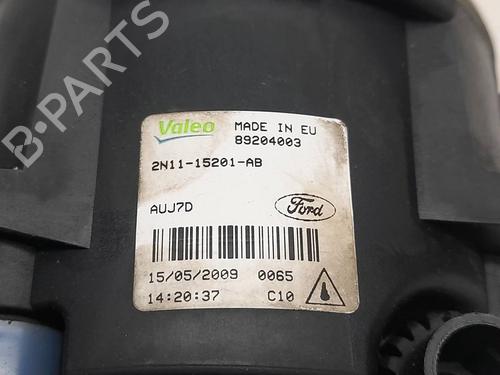 Valeo MADE IN EU
89204003
2N11-15201-AB
AUJ7D Ford
15/05/2009 0065
14:20:37 C10
B-PARTS